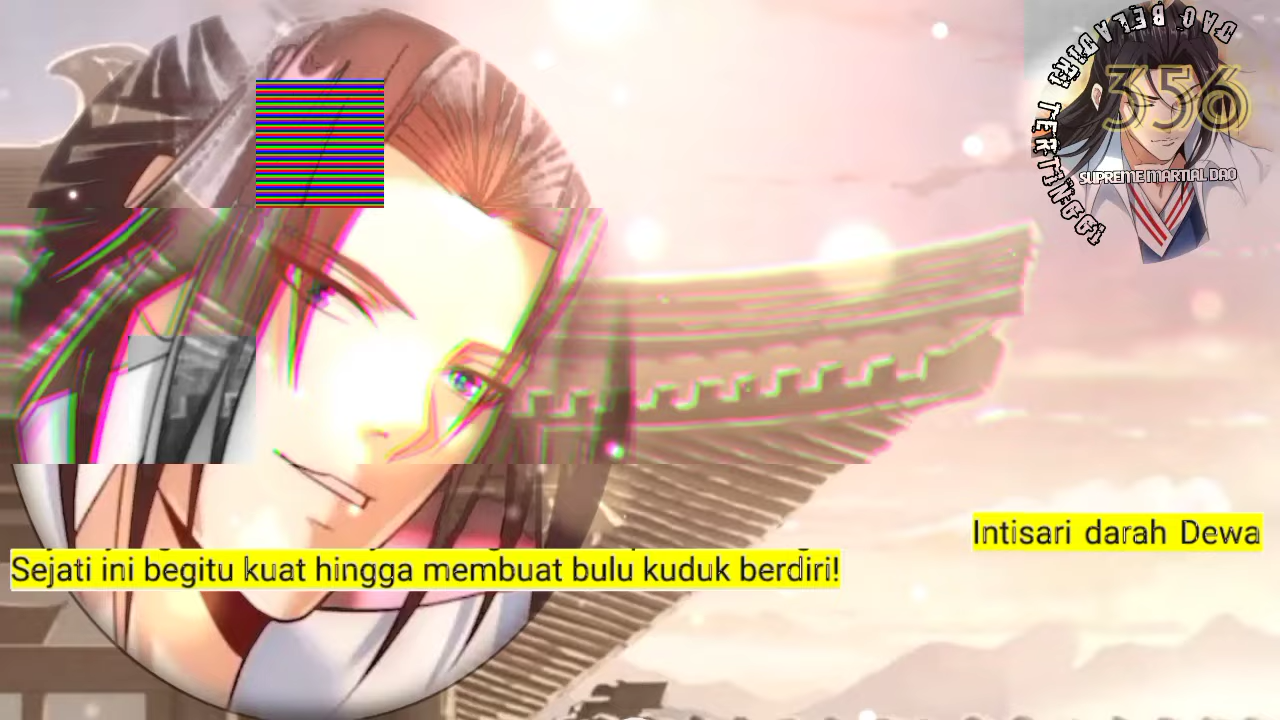 DAO BELADIRI TERTINGGI
356
SUPREME MARTIAL DAO
Intisari darah Dewa
Sejati ini begitu kuat hingga membuat bulu kuduk berdiri!